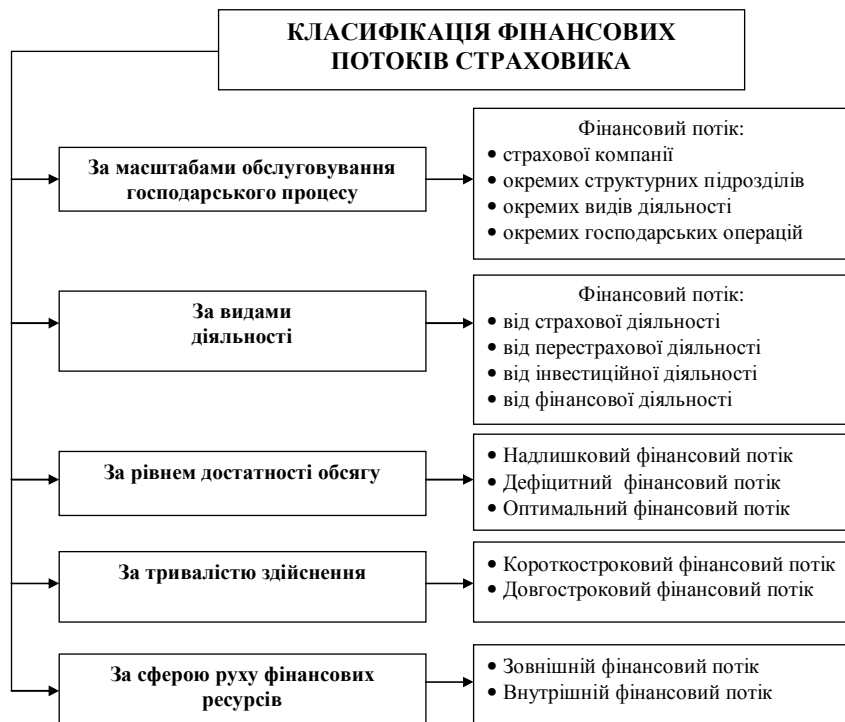 КЛАСИФІКАЦІЯ ФІНАНСОВИХ
ПОТОКІВ СТРАХОВИКА
За масштабами обслуговування
господарського процесу
Фінансовий потік:
• страхової компанії
• окремих структурних підрозділів
• окремих видів діяльності
• окремих господарських операцій
За видами
діяльності
Фінансовий потік:
• від страхової діяльності
• від перестрахової діяльності
• від інвестиційної діяльності
• від фінансової діяльності
За рівнем достатності обсягу
• Надлишковий фінансовий потік
• Дефіцитний фінансовий потік
• Оптимальний фінансовий потік
За тривалістю здійснення
• Короткостроковий фінансовий потік
• Довгостроковий фінансовий потік
За сферою руху фінансових
ресурсів
• Зовнішній фінансовий потік
• Внутрішній фінансовий потік